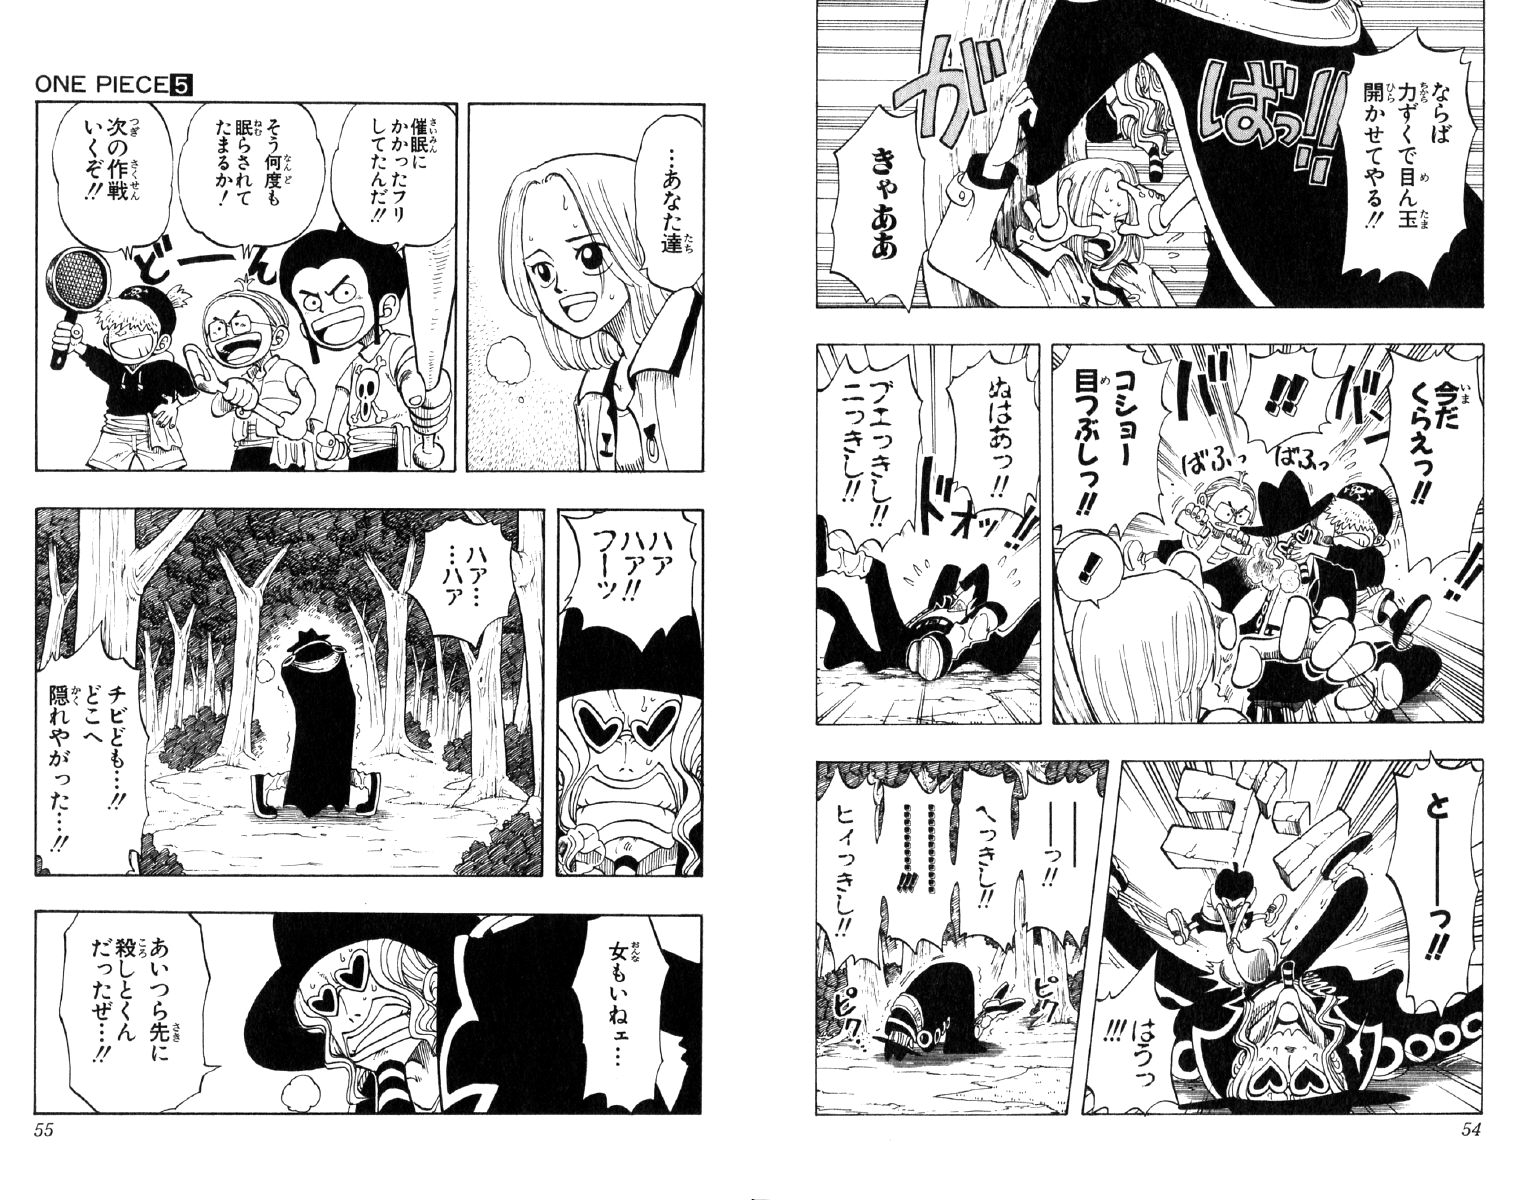 ならば
力ずくで目ん玉
開かせてやる!!
ばっ!!
ガ
きゃああ
今だ
くらえっ!!
バ
!!
バ
コショー
目つぶしっ!!
ばふっ
ばふっ
!
ぬはあっ!!
ブエっきし!!
ニっきし!!
ドオッ!!
とーーーっ!!
ゴーン
はうっ
!!!
ーーっ!!
へっきし!!
!!!
ヒィっきし!!
ピク
ピク
54
ONE PIECE 5
…あなた達
催眠に
かかったフリ
してたんだ!!
そう何度も
眠らされて
たまるか!
次の作戦
いくぞ!!
どーん
ハァ
ハァ!!
フーッ
ハァ…
…ハァ
チビども…!!
どこへ
隠れやがった…!!
女もいねェ…
あいつら先に
殺しとくん
だったぜ…!!
55